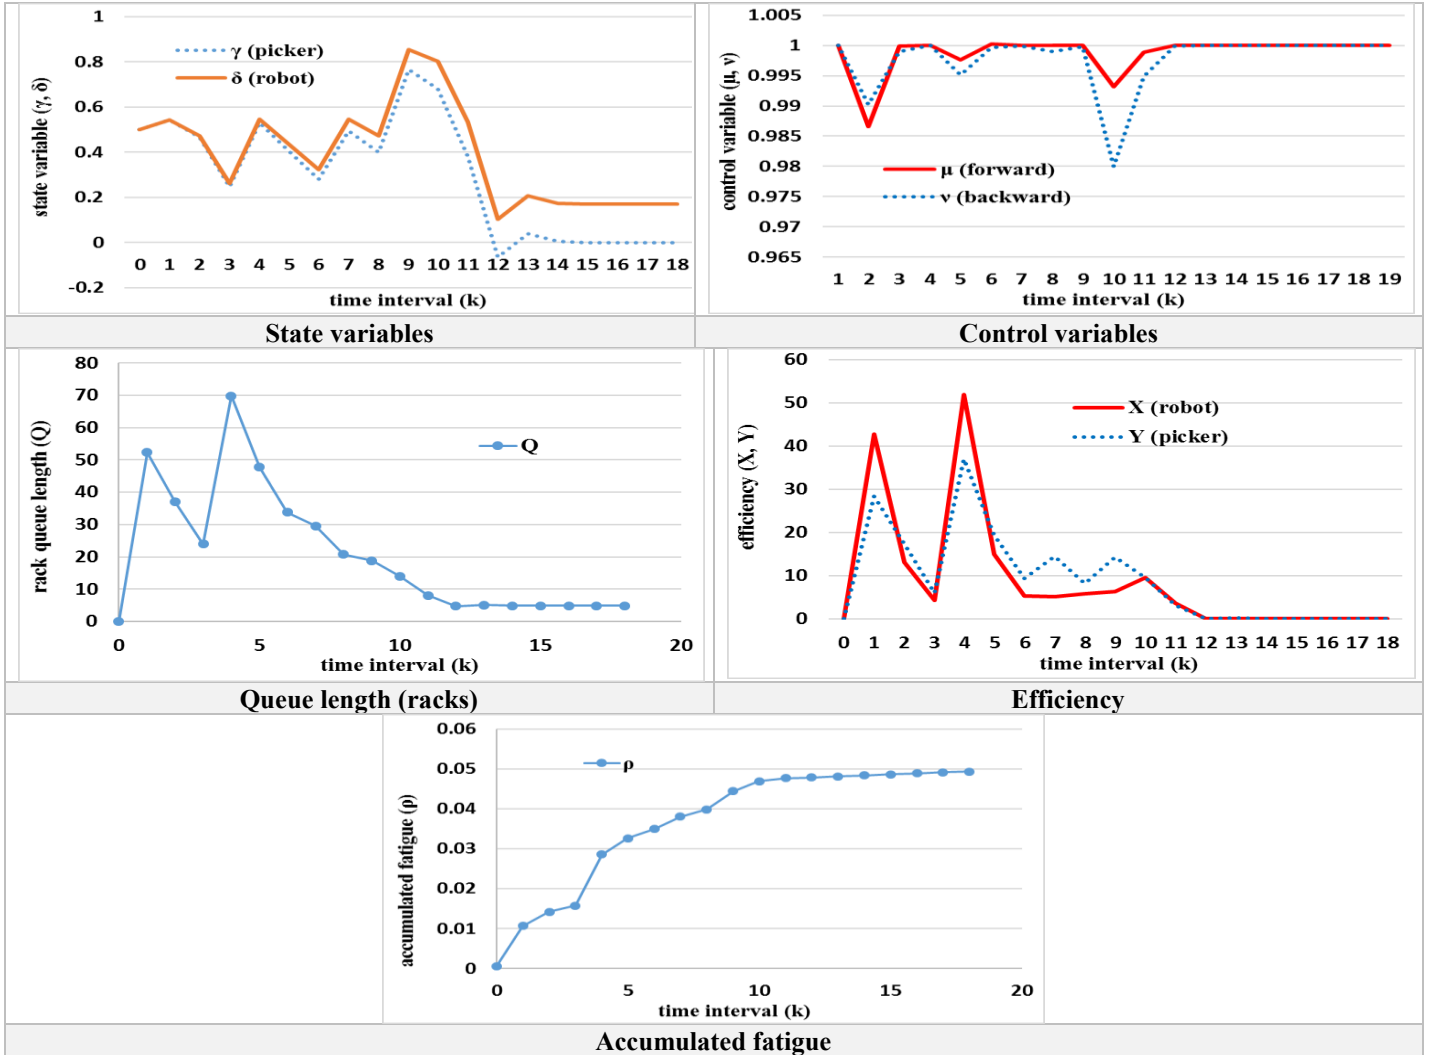 1
0.8
0.6
0.4
0.2
0
-0.2
state variable (γ, δ)
γ (picker)
δ (robot)
0 1 2 3 4 5 6 7 8 9 10 11 12 13 14 15 16 17 18
time interval (k)
State variables
1.005
1
0.995
0.99
0.985
0.98
0.975
0.97
0.965
control variable (μ, ν)
μ (forward)
ν (backward)
1 2 3 4 5 6 7 8 9 10 11 12 13 14 15 16 17 18 19
time interval (k)
Control variables
80
70
60
50
40
30
20
10
0
rack queue length (Q)
Q
0 5 10 15 20
time interval (k)
Queue length (racks)
60
50
40
30
20
10
0
efficiency (X, Y)
X (robot)
Y (picker)
0 1 2 3 4 5 6 7 8 9 10 11 12 13 14 15 16 17 18
time interval (k)
Efficiency
0.06
0.05
0.04
0.03
0.02
0.01
0
accumulated fatigue (ρ)
ρ
0 5 10 15 20
time interval (k)
Accumulated fatigue